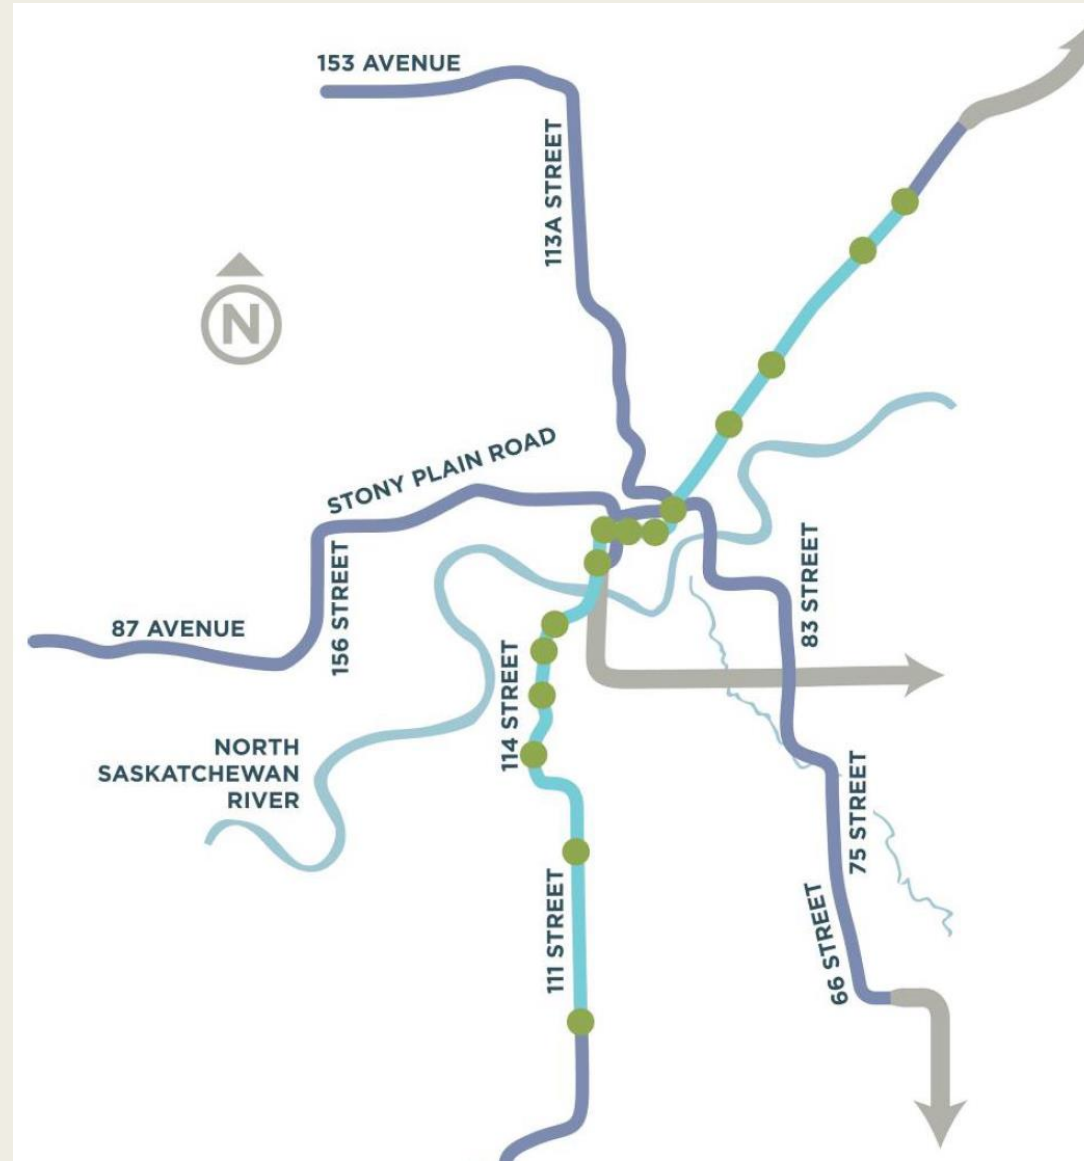 153 AVENUE
113A STREET
N
STONY PLAIN ROAD
156 STREET
87 AVENUE
83 STREET
114 STREET
NORTH
SASKATCHEWAN
RIVER
75 STREET
111 STREET
66 STREET